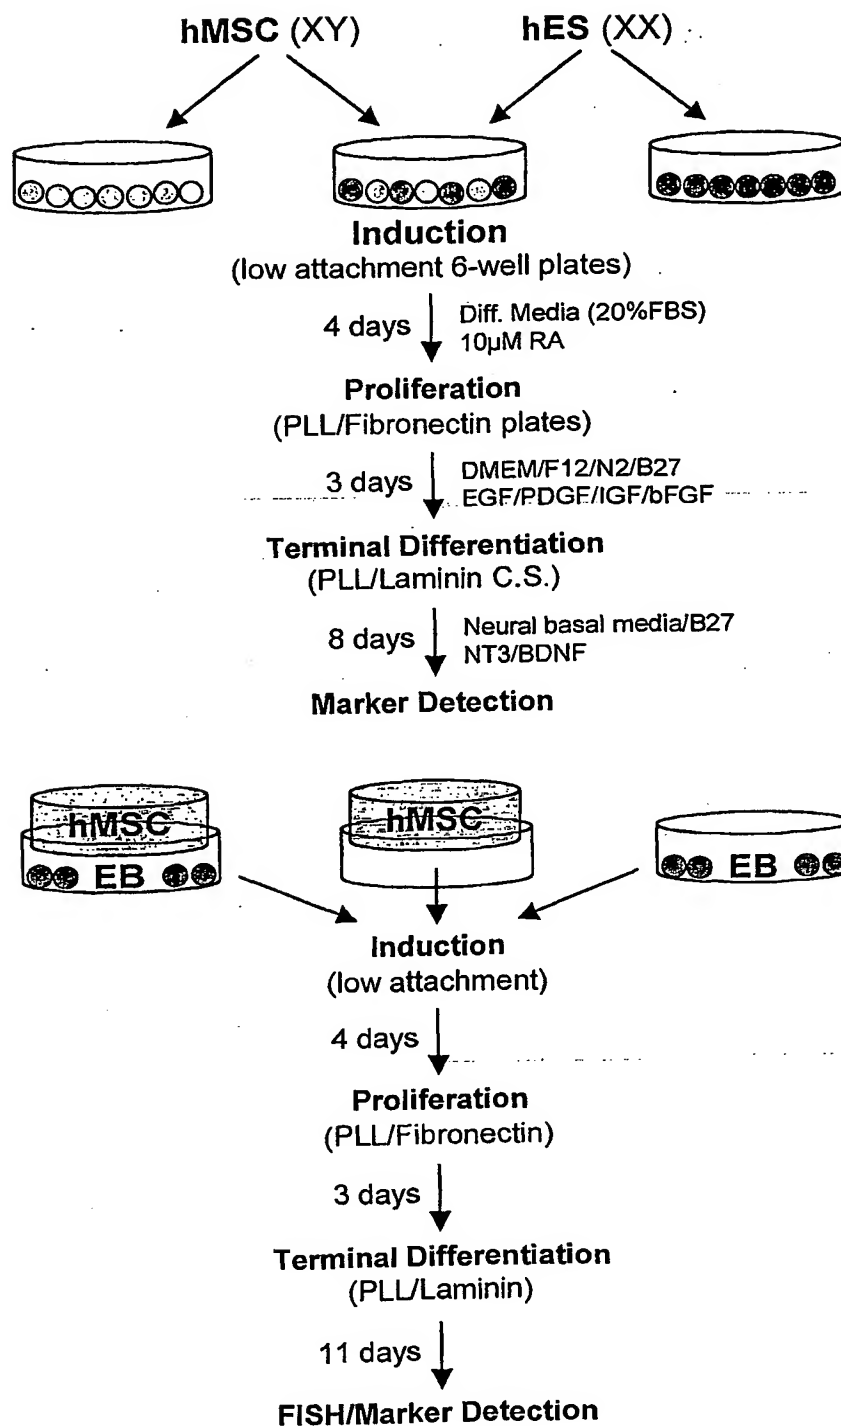 hMSC (XY) hES (XX)
Induction
(low attachment 6-well plates)
4 days Diff. Media (20%FBS)
10µM RA
Proliferation
(PLL/Fibronectin plates)
3 days DMEM/F12/N2/B27
EGF/PDGF/IGF/bFGF
Terminal Differentiation
(PLL/Laminin C.S.)
8 days Neural basal media/B27
NT3/BDNF
Marker Detection
hMSC hMSC
EB EB
Induction
(low attachment)
4 days
Proliferation
(PLL/Fibronectin)
3 days
Terminal Differentiation
(PLL/Laminin)
11 days
FISH/Marker Detection